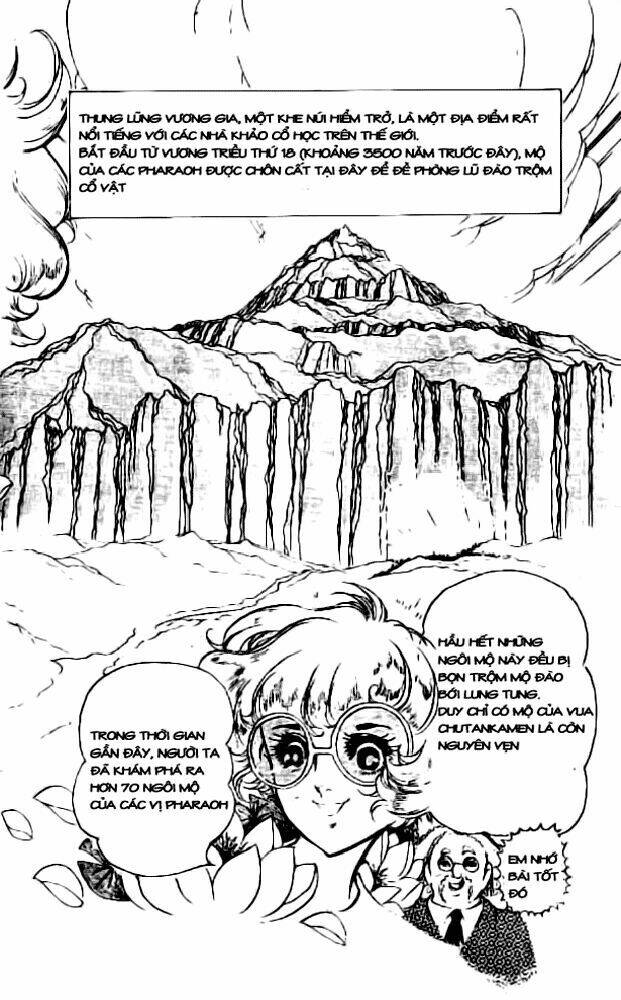 THUNG LŨNG VƯƠNG GIA, MỘT KHE NÚI HIỂM TRỞ, LÀ MỘT ĐỊA ĐIỂM RẤT
NỔI TIẾNG VỚI CÁC NHÀ KHẢO CỔ HỌC TRÊN THẾ GIỚI.
BẮT ĐẦU TỪ VƯƠNG TRIỀU THỨ 18 (KHOẢNG 3500 NĂM TRƯỚC ĐÂY), MỘ
CỦA CÁC PHARAOH ĐƯỢC CHÔN CẤT TẠI ĐÂY ĐỂ ĐỀ PHÒNG LŨ ĐÀO TRỘM
CỔ VẬT
HẦU HẾT NHỮNG
NGÔI MỘ NÀY ĐỀU BỊ
BỌN TRỘM MỘ ĐÀO
BỚI LUNG TUNG.
DUY CHỈ CÓ MỘ CỦA VUA
CHUTANKAMEN LÀ CÒN
NGUYÊN VẸN
TRONG THỜI GIAN
GẦN ĐÂY, NGƯỜI TA
ĐÃ KHÁM PHÁ RA
HƠN 70 NGÔI MỘ
CỦA CÁC VỊ PHARAOH
EM NHỚ
BÀI TỐT
ĐÓ